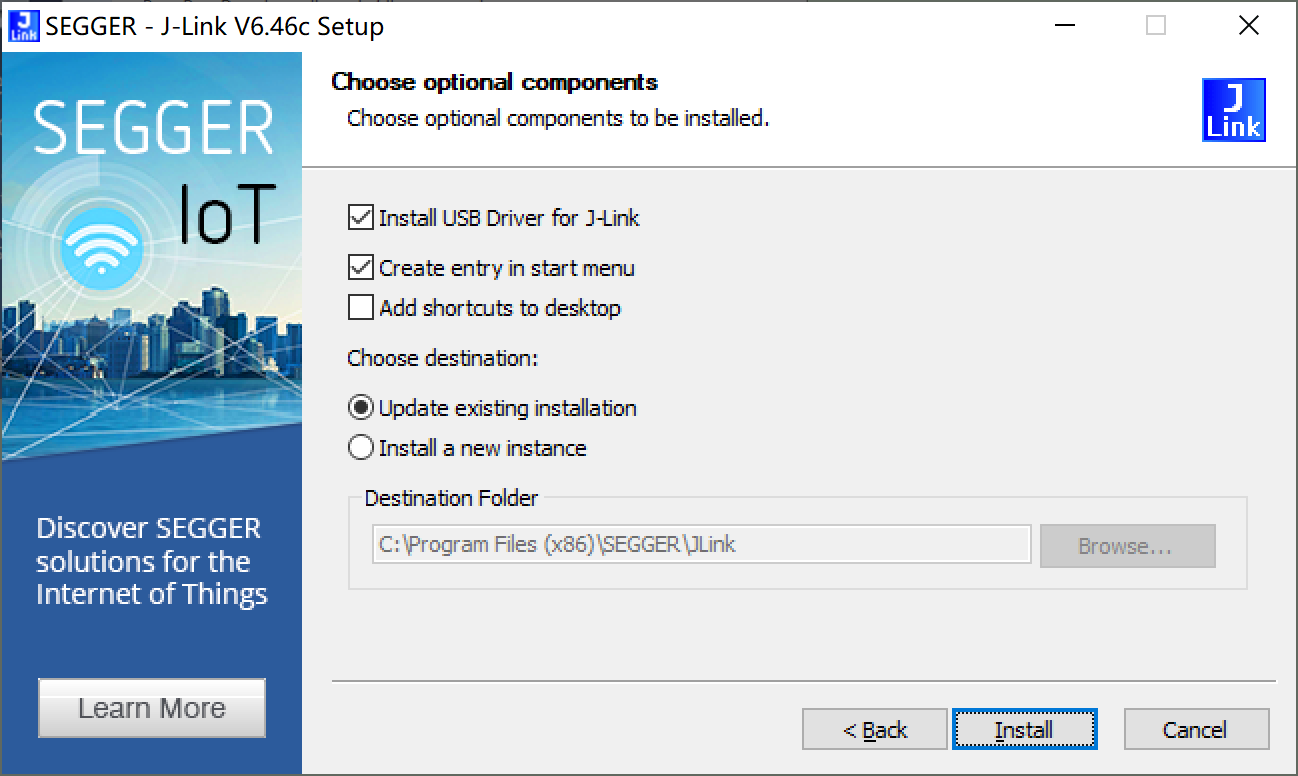 J
Link
SEGGER - J-Link V6.46c Setup
SEGGER
IoT
Discover SEGGER
solutions for the
Internet of Things
Learn More
Choose optional components
Choose optional components to be installed.
J
Link
Install USB Driver for J-Link
Create entry in start menu
Add shortcuts to desktop
Choose destination:
Update existing installation
Install a new instance
Destination Folder
C:\Program Files (x86)\SEGGER\JLink
Browse...
< Back
Install
Cancel